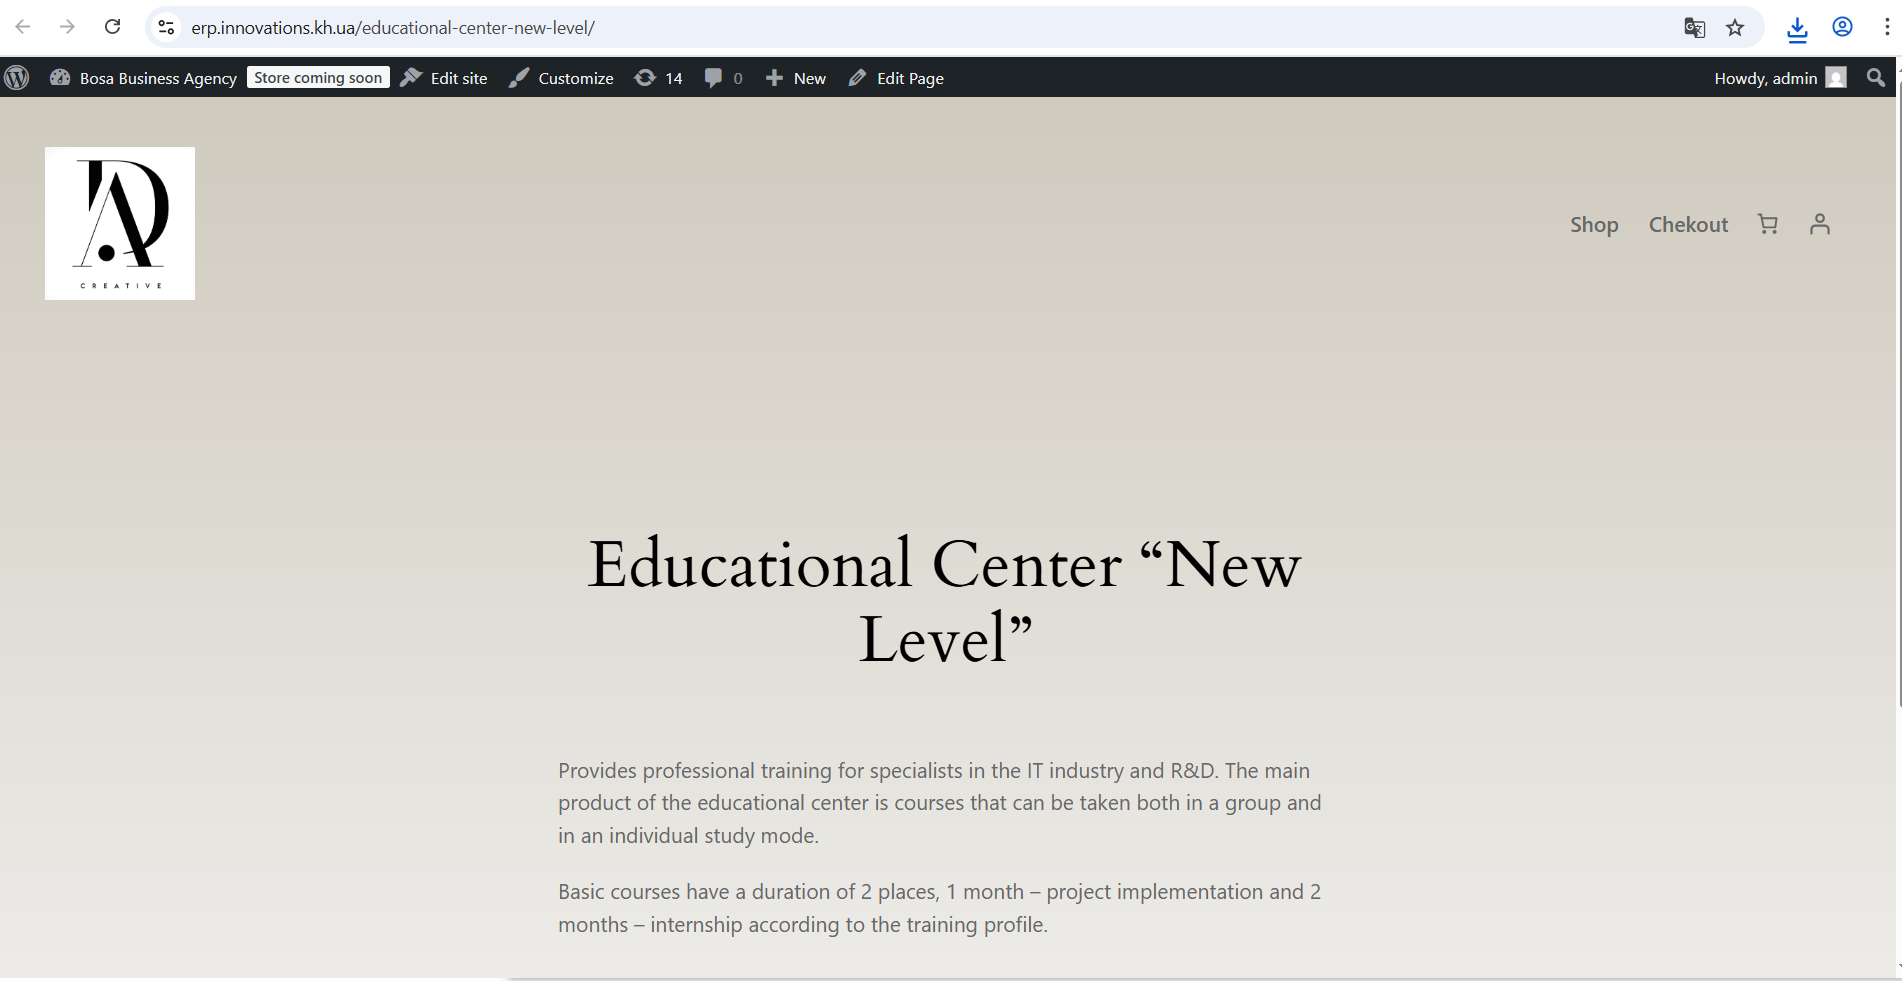 erp.innovations.kh.ua/educational-center-new-level/
Bosa Business Agency Store coming soon Edit site Customize 14 0 New Edit Page Howdy, admin
DA
CREATIVE
Shop Chekout
Educational Center “New
Level”
Provides professional training for specialists in the IT industry and R&D. The main
product of the educational center is courses that can be taken both in a group and
in an individual study mode.
Basic courses have a duration of 2 places, 1 month – project implementation and 2
months – internship according to the training profile.